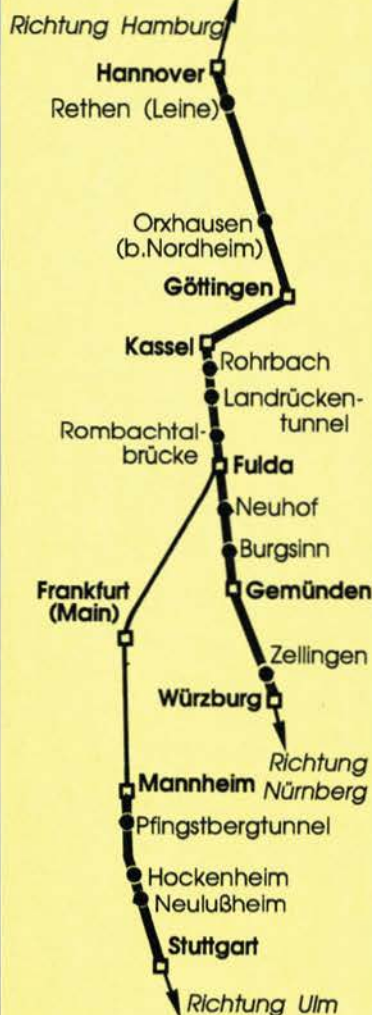 Richtung Hamburg
Hannover
Rethen (Leine)
Orxhausen
(b.Nordheim)
Göttingen
Kassel
Rohrbach
Landrücken-
tunnel
Rombachtal-
brücke
Fulda
Neuhof
Burgsinn
Frankfurt
(Main)
Gemünden
Zellingen
Würzburg
Richtung
Nürnberg
Mannheim
Pfingstbergtunnel
Hockenheim
Neulußheim
Stuttgart
Richtung Ulm